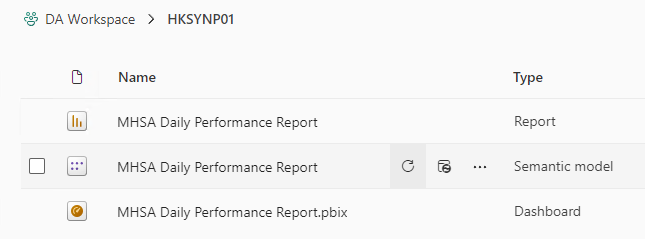 DA Workspace > HKSYNP01
Name Type
MHSA Daily Performance Report Report
MHSA Daily Performance Report Semantic model
MHSA Daily Performance Report.pbix Dashboard